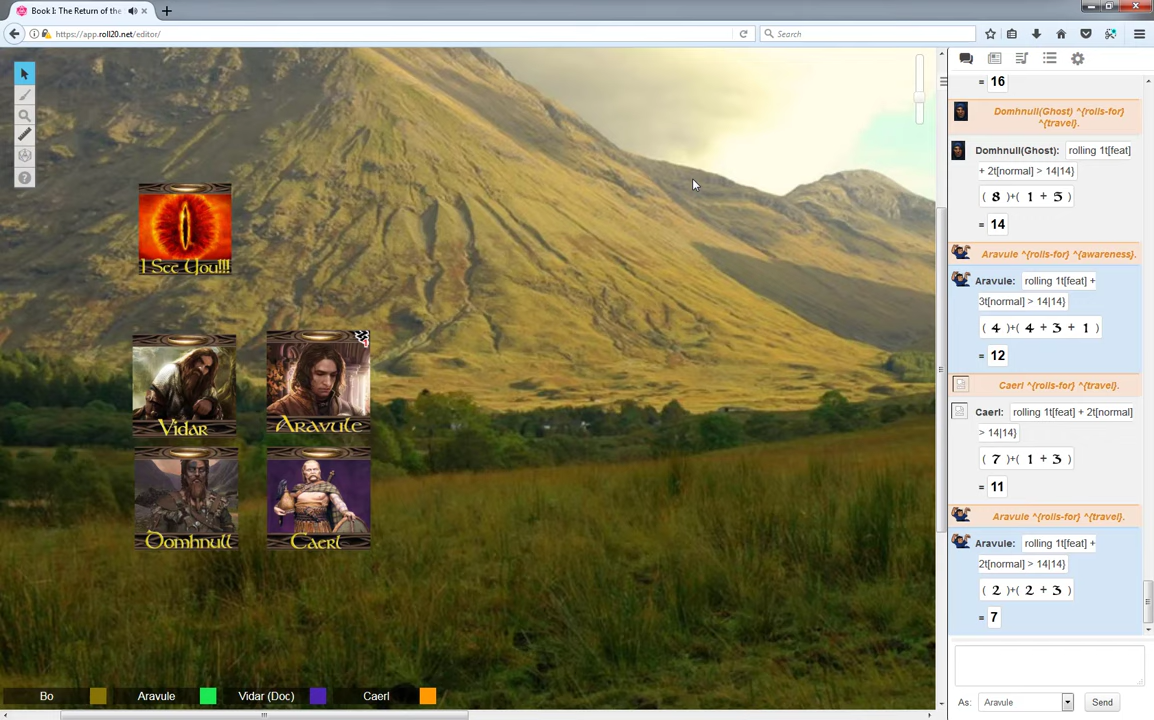 Book I: The Return of the
https://app.roll20.net/editor/
Search
I See You!!!
Vidar
Aravule
1
Domhnull
Caerl
Bo
Aravule
Vidar (Doc)
Caerl
= 16
Domhnull(Ghost) ^{rolls-for}
^{travel}.
Domhnull(Ghost): rolling 1t[feat]
+ 2t[normal] > 14|14}
( 8 )+( 1 + 5 )
= 14
Aravule ^{rolls-for} ^{awareness}.
Aravule: rolling 1t[feat] +
3t[normal] > 14|14}
( 4 )+( 4 + 3 + 1 )
= 12
Caerl ^{rolls-for} ^{travel}.
Caerl: rolling 1t[feat] + 2t[normal]
> 14|14}
( 7 )+( 1 + 3 )
= 11
Aravule ^{rolls-for} ^{travel}.
Aravule: rolling 1t[feat] +
2t[normal] > 14|14}
( 2 )+( 2 + 3 )
= 7
As: Aravule Send